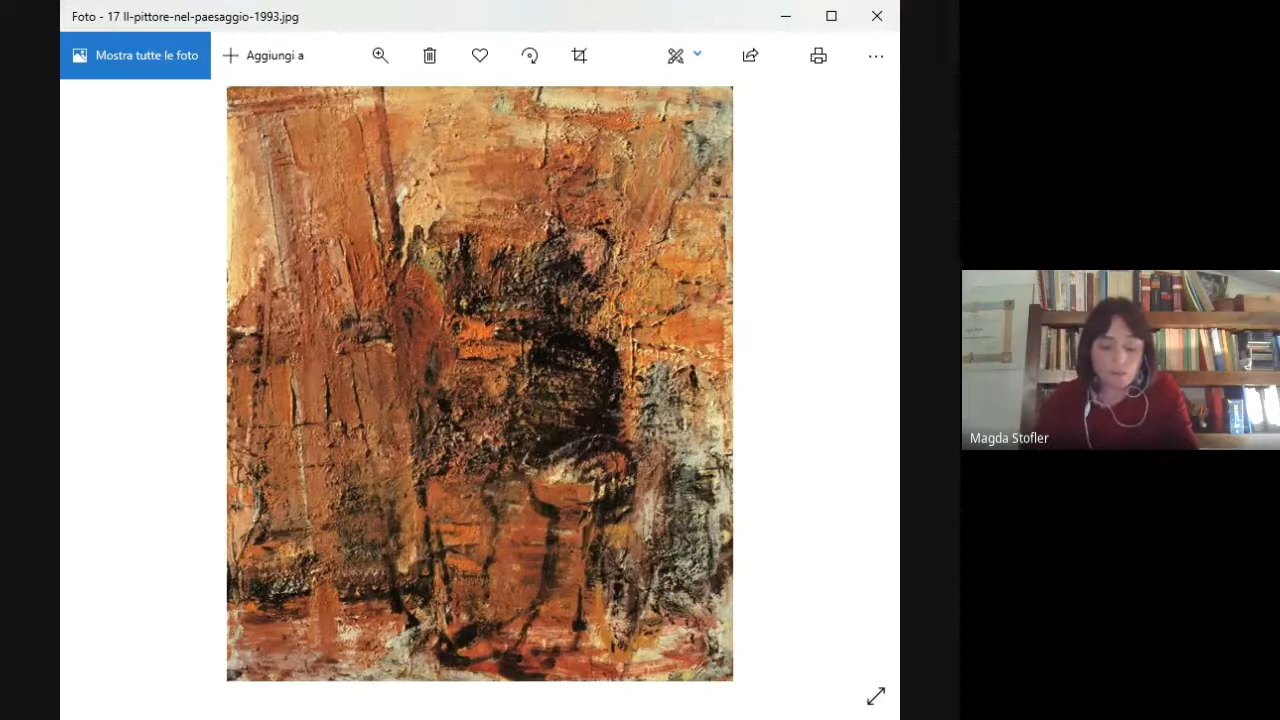 Foto - 17 Il-pittore-nel-paesaggio-1993.jpg
Mostra tutte le foto
Aggiungi a
Magda Stofler